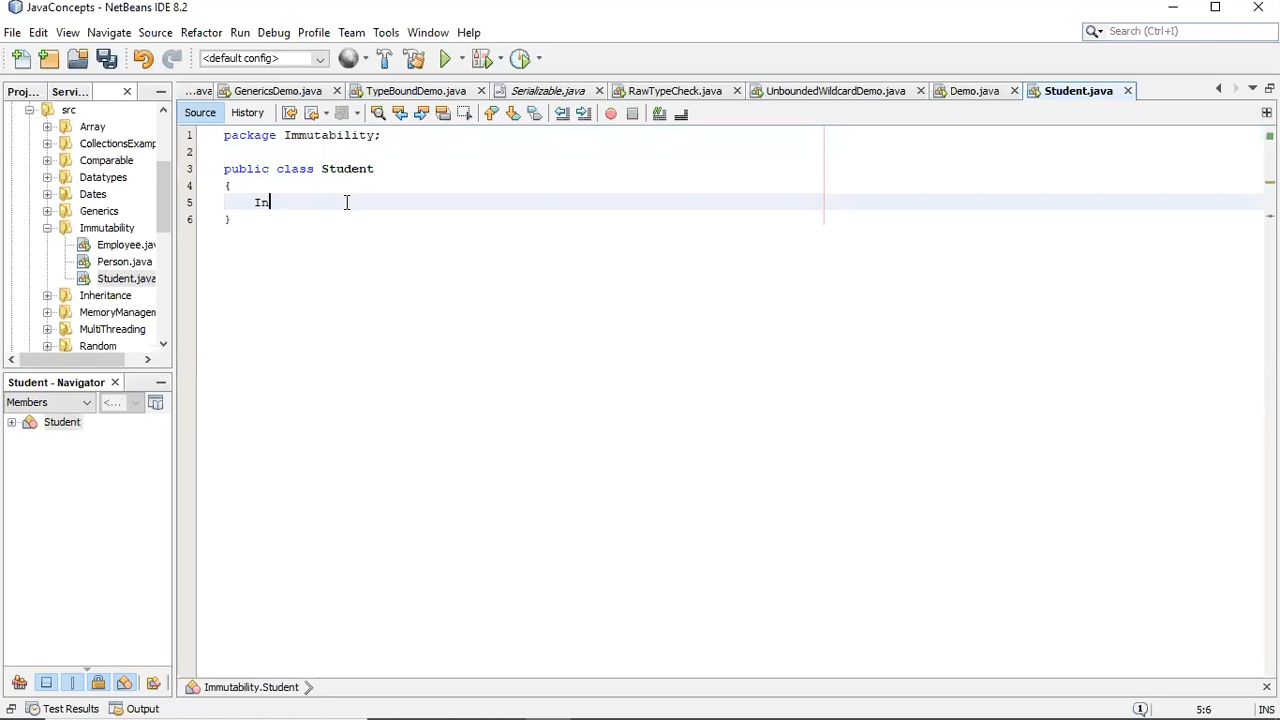 JavaConcepts - NetBeans IDE 8.2
File Edit View Navigate Source Refactor Run Debug Profile Team Tools Window Help
Search (Ctrl+I)
<default config>
Proj... Servi...
...ava GenericsDemo.java TypeBoundDemo.java Serializable.java RawTypeCheck.java UnboundedWildcardDemo.java Demo.java Student.java
Source History
src
Array
CollectionsExamp
Comparable
Datatypes
Dates
Generics
Immutability
Employee.jav
Person.java
Student.java
Inheritance
MemoryManagem
MultiThreading
Random
1 package Immutability;
2
3 public class Student
4 {
5 In
6 }
Student - Navigator
Members <...
Student
Immutability.Student
Test Results Output
1 5:6 INS